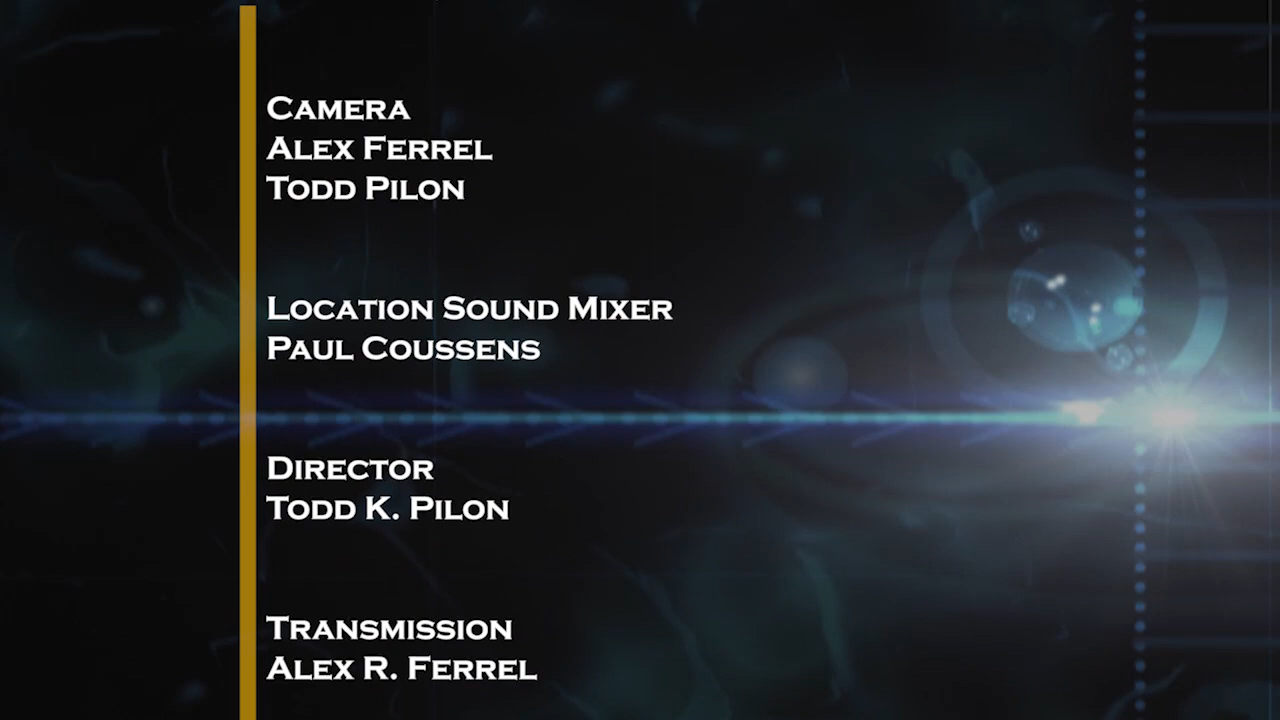 Camera
Alex Ferrel
Todd Pilon
Location Sound Mixer
Paul Coussens
Director
Todd K. Pilon
Transmission
Alex R. Ferrel